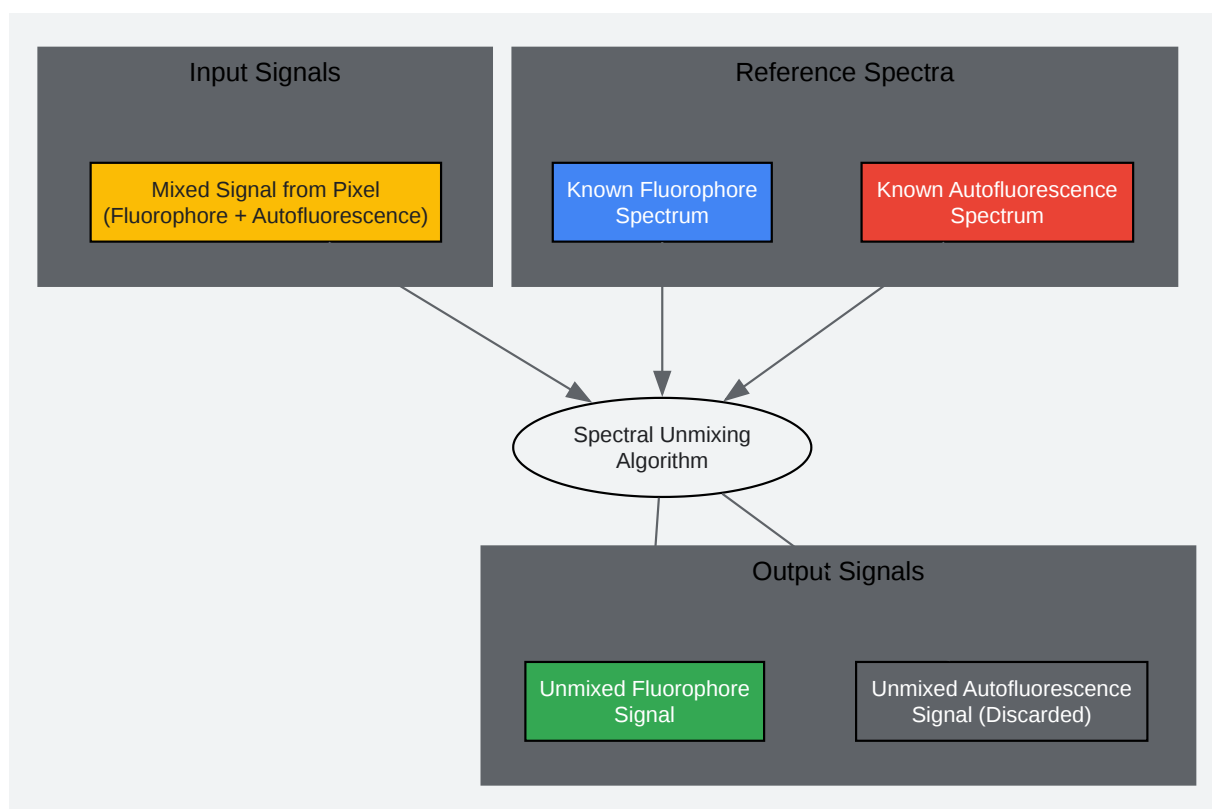 Input Signals
Reference Spectra
Mixed Signal from Pixel
(Fluorophore + Autofluorescence)
Known Fluorophore
Spectrum
Known Autofluorescence
Spectrum
Spectral Unmixing
Algorithm
Output Signals
Unmixed Fluorophore
Signal
Unmixed Autofluorescence
Signal (Discarded)